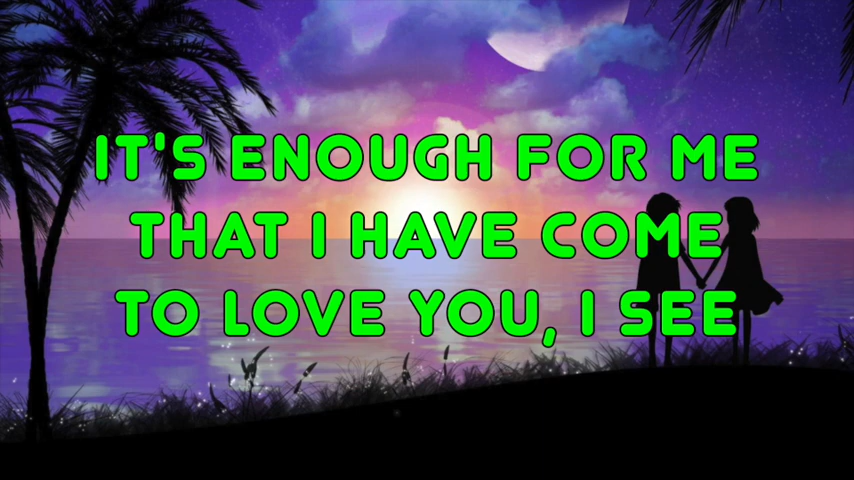 IT'S ENOUGH FOR ME
THAT I HAVE COME
TO LOVE YOU, I SEE